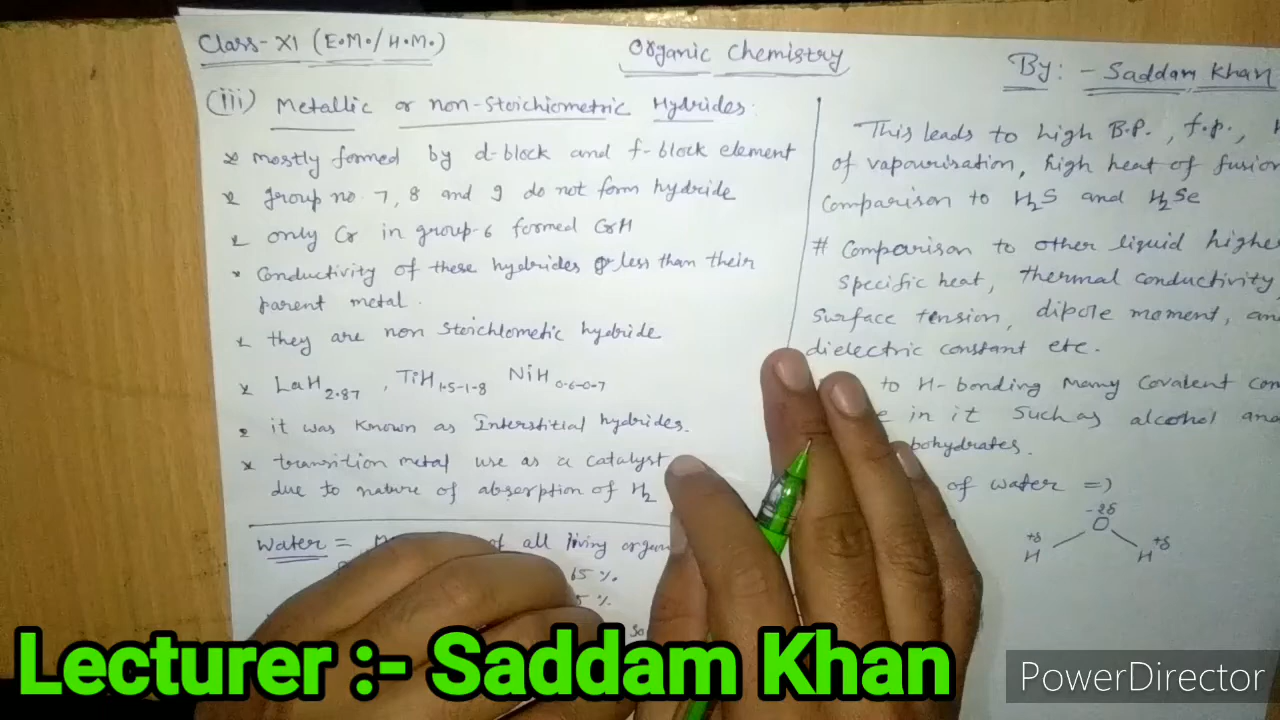 Class-XI (E.M./H.M.)
Organic Chemistry
By: - Saddam Khan
(iii) Metallic or non-Stoichiometric Hydrides.
* mostly formed by d-block and f-block element
* group no. 7, 8 and 9 do not form hydride
* only Cr in group-6 formed CrH
* Conductivity of these hybrides less than their
parent metal.
* they are non Stoichiometic hybride
* LaH2.87, TiH1.5-1.8 NiH0.6-0.7
* it was known as Interstitial hybrides.
* transition metal use as a catalyst
due to nature of absorption of H2
Water = of all living organ
65 %
5 %
This leads to high B.P., f.p.,
of vapourisation, high heat of fusion
Comparison to H2S and H2Se
# Comparison to other liquid higher
specific heat, thermal conductivity,
surface tension, dipole moment, and
dielectric constant etc.
to H-bonding many covalent com
in it such as alcohol and
bohydrates.
of water =)
-2δ
O
+δ
H
H
+δ
Lecturer :- Saddam Khan
PowerDirector